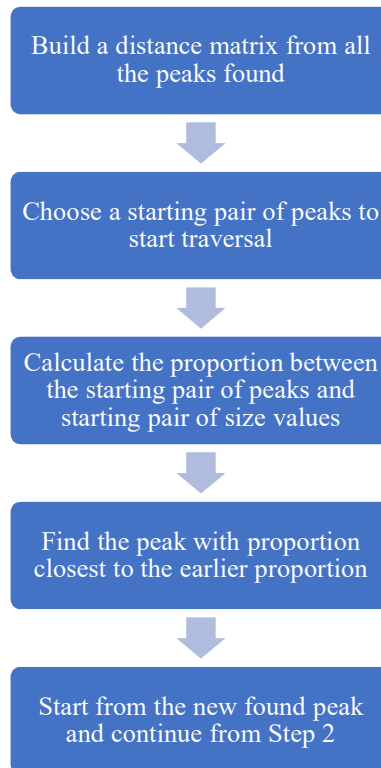 Build a distance matrix from all
the peaks found
Choose a starting pair of peaks to
start traversal
Calculate the proportion between
the starting pair of peaks and
starting pair of size values
Find the peak with proportion
closest to the earlier proportion
Start from the new found peak
and continue from Step 2